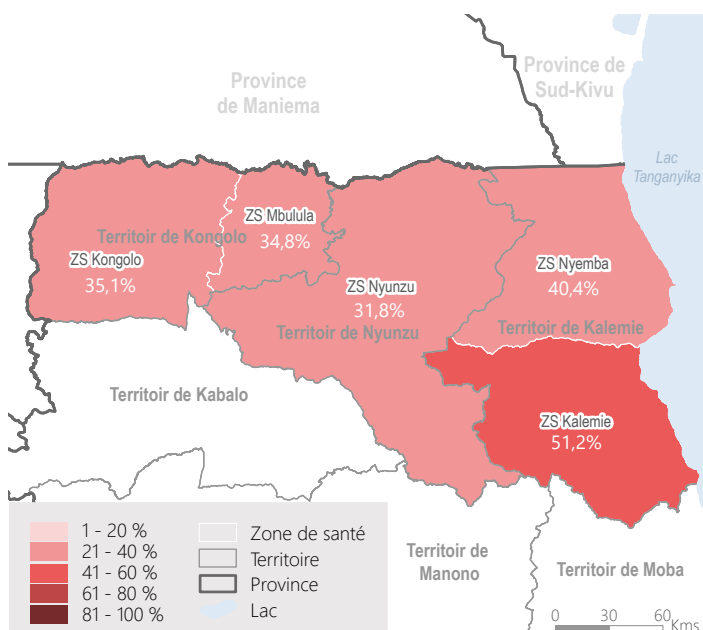 Province
de Maniema
Province de
Sud-Kivu
Lac
Tanganyika
ZS Mbulula
34,8%
Territoir de Kongolo
ZS Kongolo
35,1%
ZS Nyunzu
31,8%
Territoir de Nyunzu
ZS Nyemba
40,4%
Territoir de Kalemie
Territoir de Kabalo
ZS Kalemie
51,2%
1 - 20 %
21 - 40 %
41 - 60 %
61 - 80 %
81 - 100 %
Zone de santé
Territoire
Province
Lac
Territoir de
Manono
Territoir de Moba
0 30 60
Kms